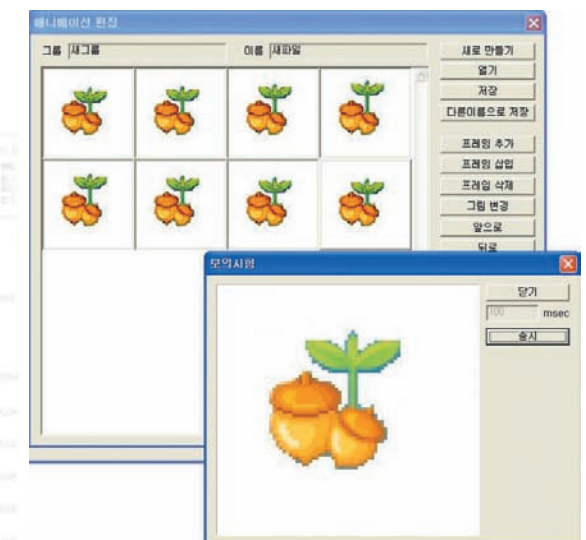 애니메이션 편집
그룹 새그룹 이름 새파일
새로 만들기
열기
저장
다른이름으로 저장
프레임 추가
프레임 삽입
프레임 삭제
그림 변경
앞으로
뒤로
모의시험
닫기
100 msec